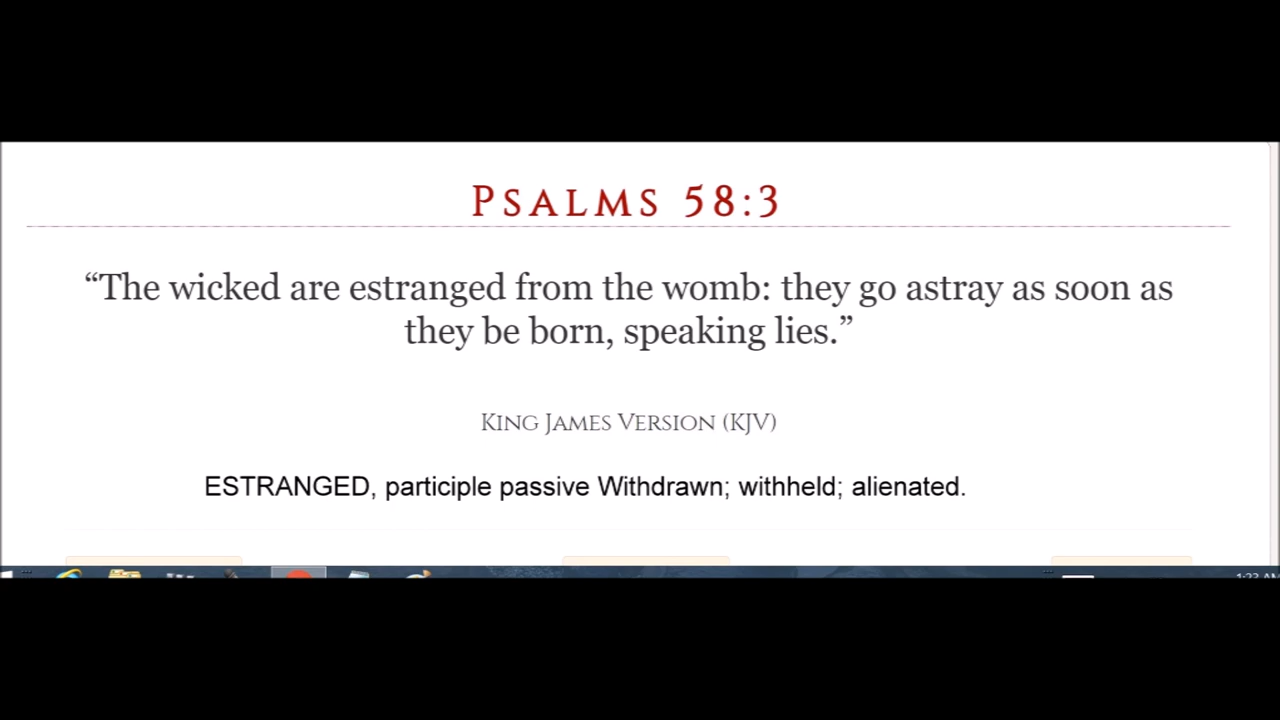 PSALMS 58:3
“The wicked are estranged from the womb: they go astray as soon as
they be born, speaking lies.”
KING JAMES VERSION (KJV)
ESTRANGED, participle passive Withdrawn; withheld; alienated.